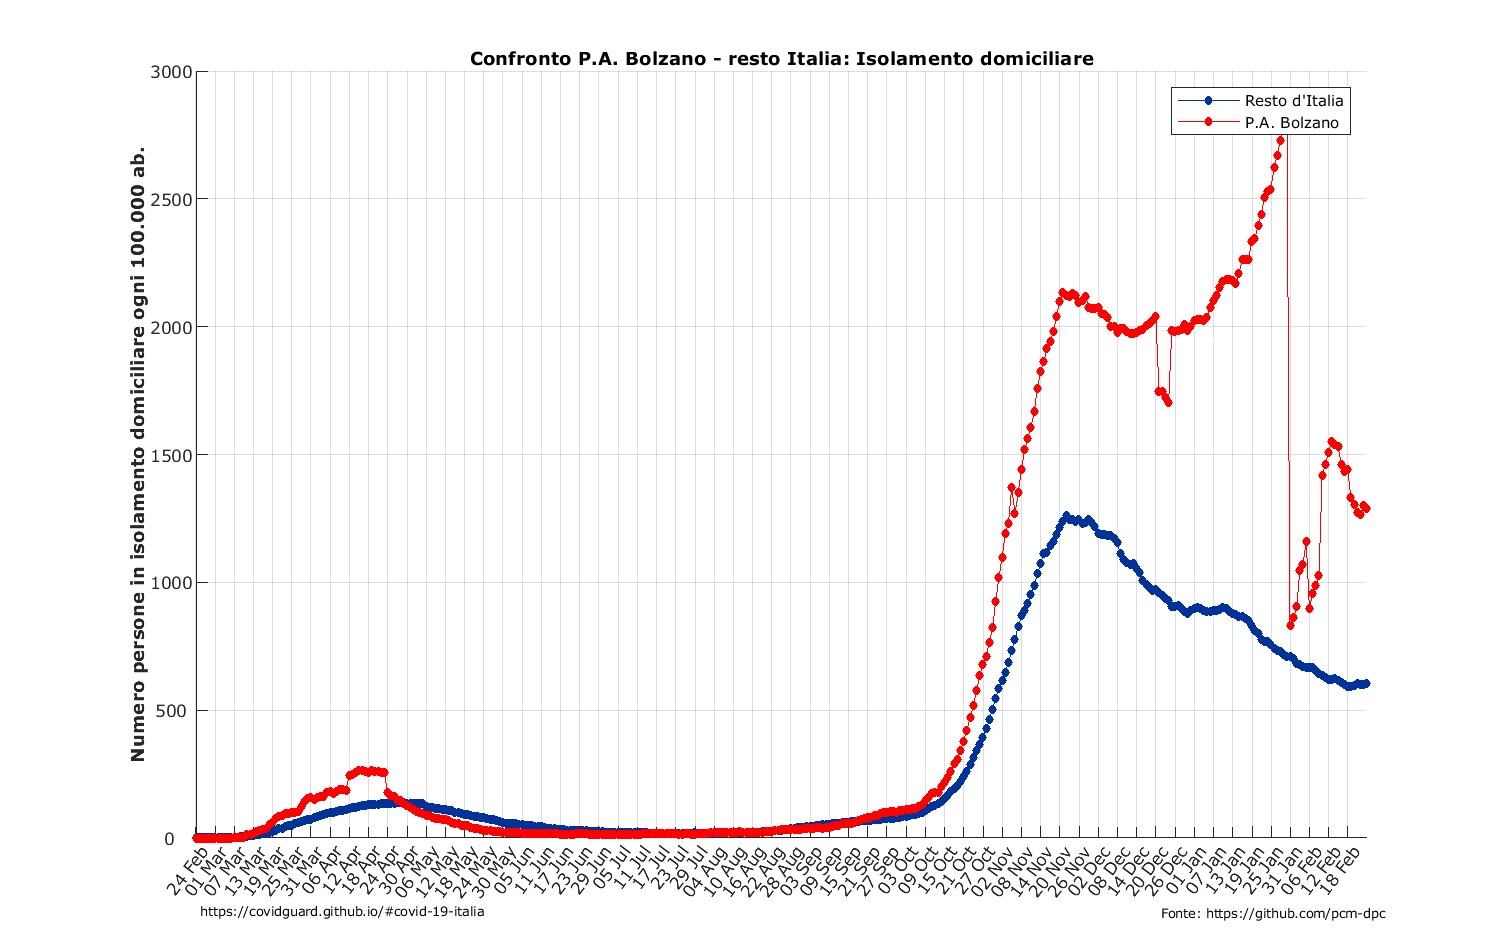 Confronto P.A. Bolzano - resto Italia: Isolamento domiciliare
Numero persone in isolamento domiciliare ogni 100.000 ab.
3000
2500
2000
1500
1000
500
0
Resto d'Italia
P.A. Bolzano
24 Feb
01 Mar
07 Mar
13 Mar
19 Mar
25 Mar
31 Mar
06 Apr
12 Apr
18 Apr
24 Apr
30 Apr
06 May
12 May
18 May
24 May
30 May
05 Jun
11 Jun
17 Jun
23 Jun
29 Jun
05 Jul
11 Jul
17 Jul
23 Jul
29 Jul
04 Aug
10 Aug
16 Aug
22 Aug
28 Aug
03 Sep
09 Sep
15 Sep
21 Sep
27 Sep
03 Oct
09 Oct
15 Oct
21 Oct
27 Oct
02 Nov
08 Nov
14 Nov
20 Nov
26 Nov
02 Dec
08 Dec
14 Dec
20 Dec
26 Dec
01 Jan
07 Jan
13 Jan
19 Jan
25 Jan
31 Jan
06 Feb
12 Feb
18 Feb
https://covidguard.github.io/#covid-19-italia
Fonte: https://github.com/pcm-dpc